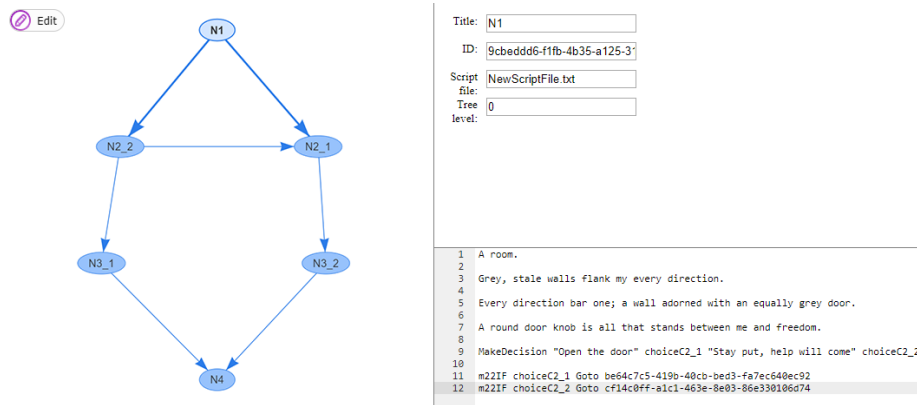 Edit
N1
N2_2
N2_1
N3_1
N3_2
N4
Title: N1
ID: 9cbeddd6-f1fb-4b35-a125-31
Script file: NewScriptFile.txt
Tree level: 0
1 A room.
2
3 Grey, stale walls flank my every direction.
4
5 Every direction bar one; a wall adorned with an equally grey door.
6
7 A round door knob is all that stands between me and freedom.
8
9 MakeDecision "Open the door" choiceC2_1 "Stay put, help will come" choiceC2_2
10
11 m22IF choiceC2_1 Goto be64c7c5-419b-40cb-bed3-fa7ec640ec92
12 m22IF choiceC2_2 Goto cf14c0ff-a1c1-463e-8e03-86e330106d74